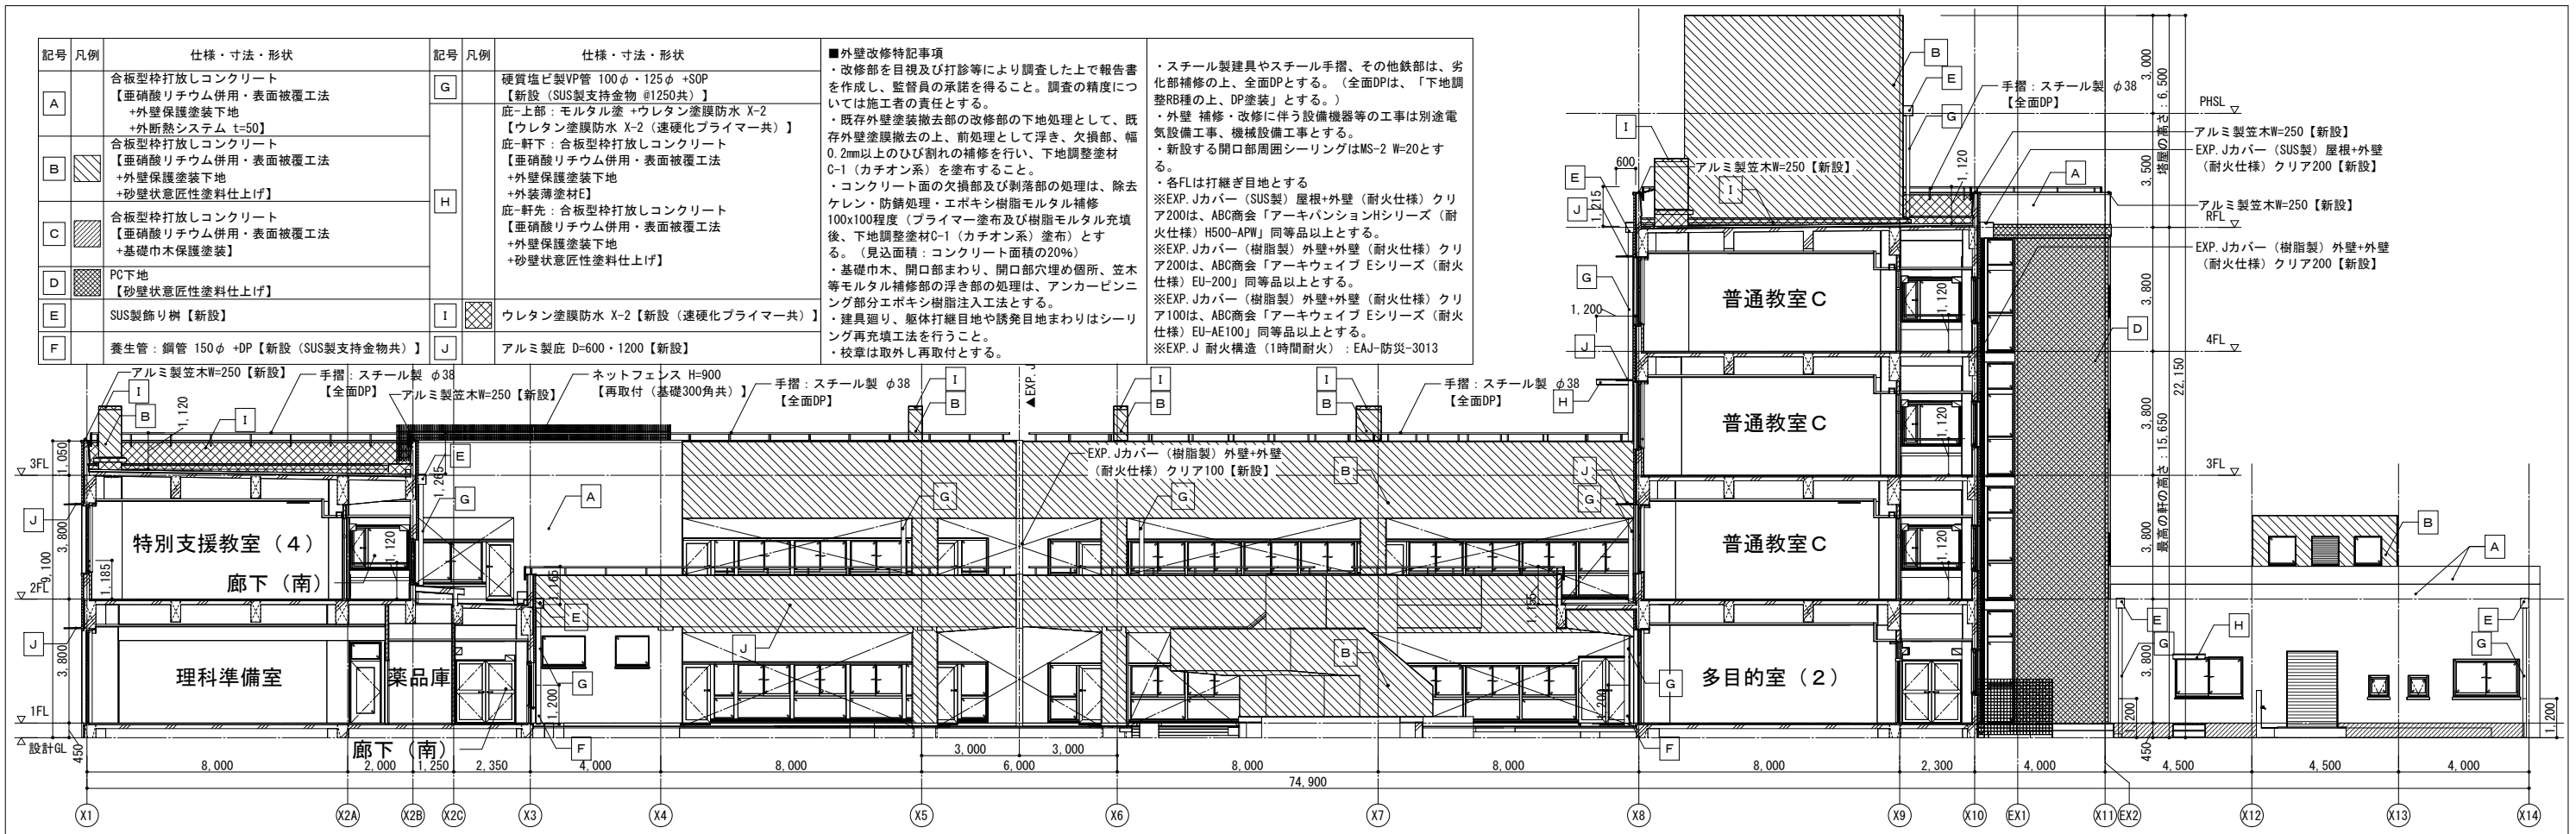 記号 凡例 仕様・寸法・形状
A
合板型枠打放しコンクリート
【亜硝酸リチウム併用・表面被覆工法
+外壁保護塗装下地
+外断熱システム t=50】
B
合板型枠打放しコンクリート
【亜硝酸リチウム併用・表面被覆工法
+外壁保護塗装下地
+砂壁状意匠性塗料仕上げ】
C
合板型枠打放しコンクリート
【亜硝酸リチウム併用・表面被覆工法
+基礎巾木保護塗装】
D
PC下地
【砂壁状意匠性塗料仕上げ】
E
SUS製飾り桝【新設】
F
養生管：鋼管 150φ +DP【新設（SUS製支持金物共）】
記号 凡例 仕様・寸法・形状
G
硬質塩ビ製VP管 100φ・125φ +SOP
【新設（SUS製支持金物 @1250共）】
H
庇-上部：モルタル塗 +ウレタン塗膜防水 X-2
【ウレタン塗膜防水 X-2（速硬化プライマー共）】
庇-軒下：合板型枠打放しコンクリート
【亜硝酸リチウム併用・表面被覆工法
+外壁保護塗装下地
+外装薄塗材E】
庇-軒先：合板型枠打放しコンクリート
【亜硝酸リチウム併用・表面被覆工法
+外壁保護塗装下地
+砂壁状意匠性塗料仕上げ】
I
ウレタン塗膜防水 X-2【新設（速硬化プライマー共）】
J
アルミ製庇 D=600・1200【新設】
■外壁改修特記事項
・改修部を目視及び打診等により調査した上で報告書
を作成し、監督員の承諾を得ること。調査の精度につ
いては施工者の責任とする。
・既存外壁塗装撤去部の改修部の下地処理として、既
存外壁塗膜撤去の上、前処理として浮き、欠損部、幅
0.2mm以上のひび割れの補修を行い、下地調整塗材
C-1（カチオン系）を塗布すること。
・コンクリート面の欠損部及び剥落部の処理は、除去
ケレン・防錆処理・エポキシ樹脂モルタル補修
100x100程度（プライマー塗布及び樹脂モルタル充填
後、下地調整塗材C-1（カチオン系）塗布）とす
る。（見込面積：コンクリート面積の20%）
・基礎巾木、開口部まわり、開口部穴埋め個所、笠木
等モルタル補修部の浮き部の処理は、アンカーピンニ
ング部分エポキシ樹脂注入工法とする。
・建具廻り、躯体打継目地や誘発目地まわりはシーリ
ング再充填工法を行うこと。
・校章は取外し再取付とする。
・スチール製建具やスチール手摺、その他鉄部は、劣
化部補修の上、全面DPとする。（全面DPは、「下地調
整RB種の上、DP塗装」とする。）
・外壁 補修・改修に伴う設備機器等の工事は別途電
気設備工事、機械設備工事とする。
・新設する開口部周囲シーリングはMS-2 W=20とす
る。
・各FLは打継ぎ目地とする
※EXP.Jカバー（SUS製）屋根+外壁（耐火仕様）クリ
ア200は、ABC商会「アーキパンションHシリーズ（耐
火仕様）H500-APW」同等品以上とする。
※EXP.Jカバー（樹脂製）外壁+外壁（耐火仕様）クリ
ア200は、ABC商会「アーキウェイブ Eシリーズ（耐火
仕様）EU-200」同等品以上とする。
※EXP.Jカバー（樹脂製）外壁+外壁（耐火仕様）クリ
ア100は、ABC商会「アーキウェイブ Eシリーズ（耐火
仕様）EU-AE100」同等品以上とする。
※EXP.J 耐火構造（1時間耐火）：EAJ-防災-3013
B
E
G
手摺：スチール製 φ38
【全面DP】
3,000
塔屋の高さ：6,500
PHSL
アルミ製笠木W=250【新設】
EXP.Jカバー（SUS製）屋根+外壁
（耐火仕様）クリア200【新設】
I
600
アルミ製笠木W=250【新設】
1,120
A
3,500
E
I
J
1,215
アルミ製笠木W=250【新設】
RFL
EXP.Jカバー（樹脂製）外壁+外壁
（耐火仕様）クリア200【新設】
G
普通教室C
1,120
3,800
1,200
D
J
4FL
22,150
H
普通教室C
1,120
3,800
最高の軒の高さ：15,650
3FL
J
G
普通教室C
1,120
3,800
アルミ製笠木W=250【新設】
手摺：スチール製 φ38
【全面DP】
アルミ製笠木W=250【新設】
ネットフェンス H=900
【再取付（基礎300角共）】
手摺：スチール製 φ38
【全面DP】
I
B
▲EXP.J
I
B
I
B
手摺：スチール製 φ38
【全面DP】
I
B
1,120
I
1,050
3FL
E
1,265
EXP.Jカバー（樹脂製）外壁+外壁
（耐火仕様）クリア100【新設】
B
G
A
G
G
J
3,800
9,100
特別支援教室（4）
1,120
1,185
廊下（南）
B
A
2FL
1,165
E
J
理科準備室
薬品庫
3,800
J
G
1,200
B
G
1,200
多目的室（2）
E
G
H
E
G
3,800
1FL
設計GL
450
廊下（南）
F
F
1,200
450
1,200
3,000 3,000
8,000 2,000 1,250 2,350 4,000 8,000 6,000 8,000 8,000 8,000 2,300 4,000 4,500 4,500 4,000
74,900
X1 X2A X2B X2C X3 X4 X5 X6 X7 X8 X9 X10 EX1 X11 EX2 X12 X13 X14